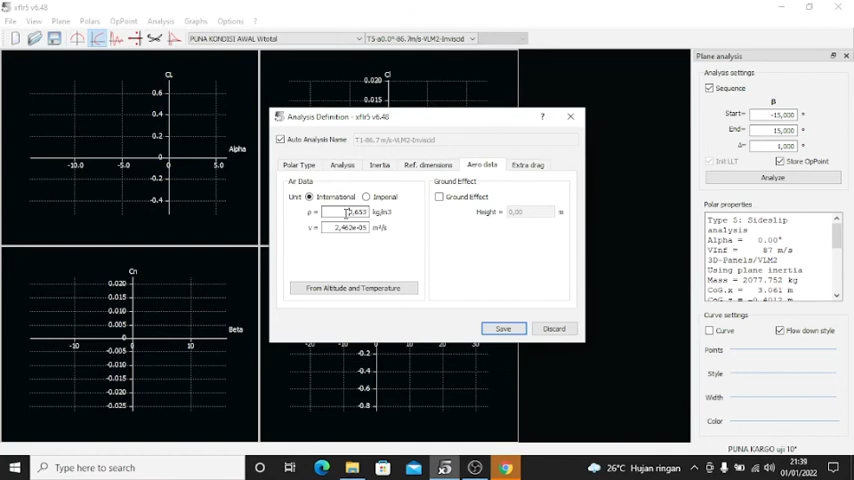 xflr5 v6.48
File View Plane Polars OpPoint Analysis Graphs Options ?
PUNA KONDISI AWAL Wtotal T5-a0.0°-86.7m/s-VLM2-Inviscid
CL
0.6
0.4
0.2
0
-0.2
-0.4
-10.0 0 5.0
Alpha
Cl
0.020
0.015
Cn
0.020
0.015
0.010
0.005
0
-0.005
-0.010
-0.015
-0.020
-0.025
-10 0 10
Beta
-0.2
-0.4
-0.6
-0.8
-30 -20 -10 0 10 20 30
Analysis Definition - xflr5 v6.48
?
Auto Analysis Name T1-86.7 m/s-VLM2-Inviscid
Polar Type Analysis Inertia Ref. dimensions Aero data Extra drag
Air Data
Unit International Imperial
ρ = 0,653 kg/m3
ν = 2,462e-05 m²/s
From Altitude and Temperature
Ground Effect
Ground Effect
Height = 0,00 m
Save Discard
Plane analysis
Analysis settings
Sequence
β
Start= -15,000 °
End= 15,000 °
Δ= 1,000 °
Init LLT Store OpPoint
Analyze
Polar properties
Type 5: Sideslip
analysis
Alpha = 0.00°
VInf = 87 m/s
3D-Panels/VLM2
Using plane inertia
Mass = 2077.752 kg
CoG.x = 3.061 m
Curve settings
Curve Flow down style
Points
Style
Width
Color
PUNA KARGO uji 10°
Type here to search
26°C Hujan ringan
21:39
01/01/2022